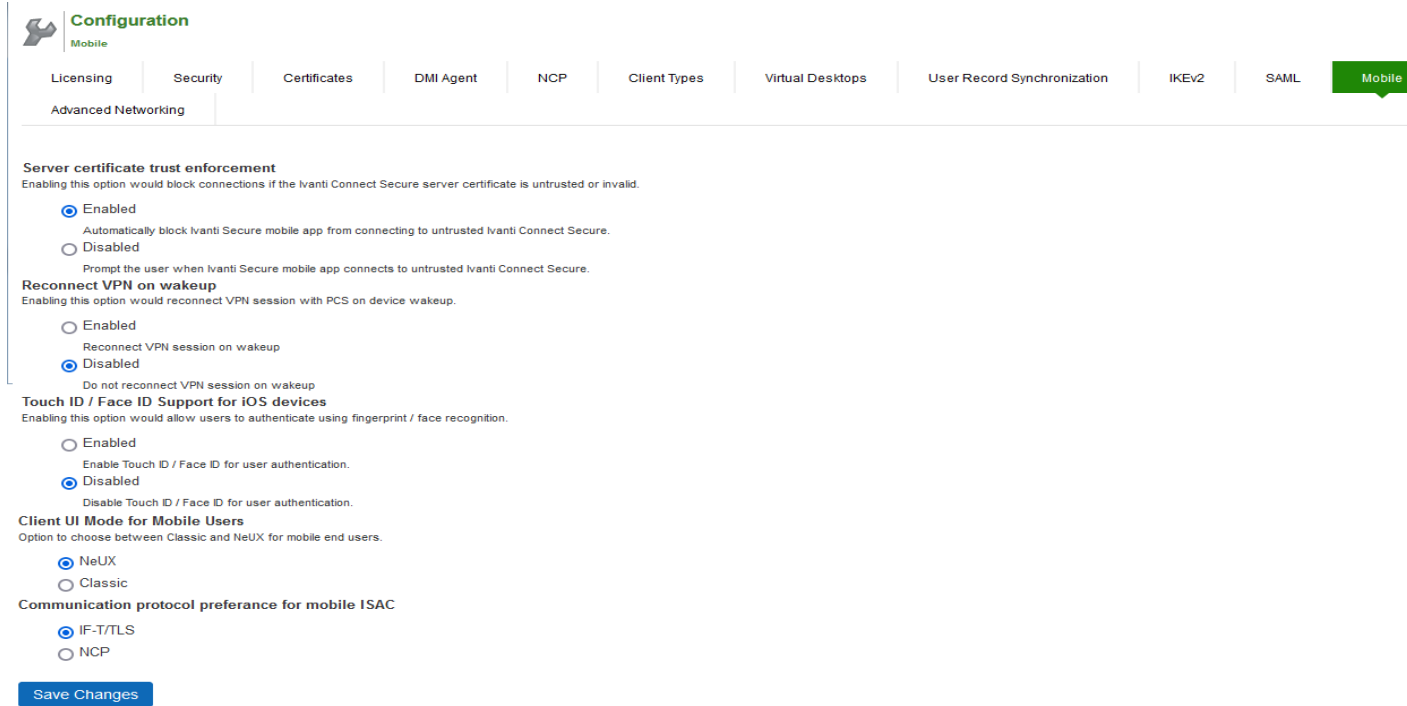 Configuration
Mobile
Licensing Security Certificates DMI Agent NCP Client Types Virtual Desktops User Record Synchronization IKEv2 SAML Mobile
Advanced Networking
Server certificate trust enforcement
Enabling this option would block connections if the Ivanti Connect Secure server certificate is untrusted or invalid.
Enabled
Automatically block Ivanti Secure mobile app from connecting to untrusted Ivanti Connect Secure.
Disabled
Prompt the user when Ivanti Secure mobile app connects to untrusted Ivanti Connect Secure.
Reconnect VPN on wakeup
Enabling this option would reconnect VPN session with PCS on device wakeup.
Enabled
Reconnect VPN session on wakeup
Disabled
Do not reconnect VPN session on wakeup
Touch ID / Face ID Support for iOS devices
Enabling this option would allow users to authenticate using fingerprint / face recognition.
Enabled
Enable Touch ID / Face ID for user authentication.
Disabled
Disable Touch ID / Face ID for user authentication.
Client UI Mode for Mobile Users
Option to choose between Classic and NeUX for mobile end users.
NeUX
Classic
Communication protocol preferance for mobile ISAC
IF-T/TLS
NCP
Save Changes